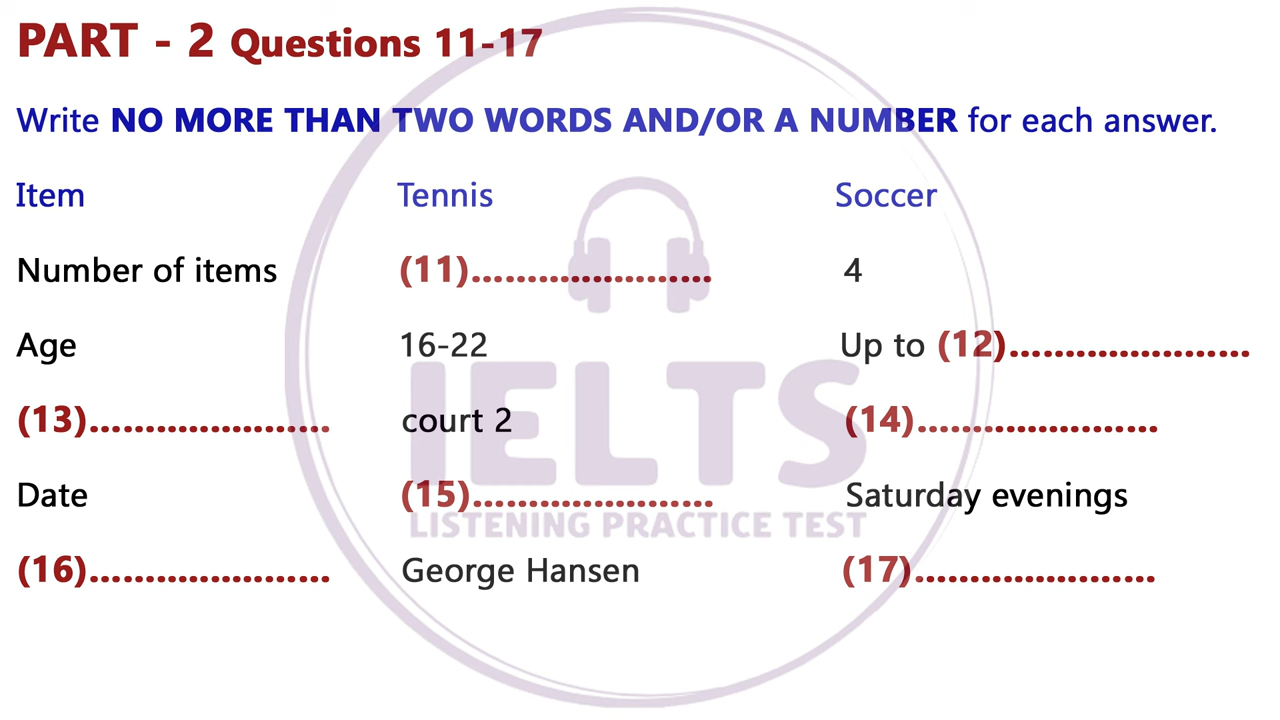 PART - 2 Questions 11-17
Write NO MORE THAN TWO WORDS AND/OR A NUMBER for each answer.
Item Tennis Soccer
Number of items (11)..................... 4
Age 16-22 Up to (12).....................
(13)..................... court 2 (14).....................
Date (15)..................... Saturday evenings
(16)..................... George Hansen (17).....................
IELTS
LISTENING PRACTICE TEST